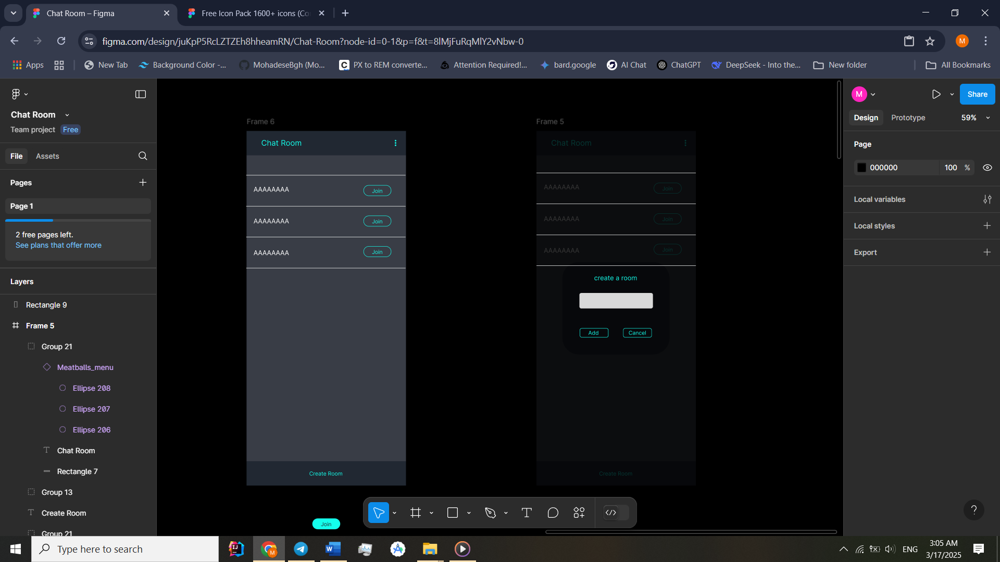 Chat Room – Figma
Free Icon Pack 1600+ icons (Co
figma.com/design/juKpP5RcLZTZEh8hheamRN/Chat-Room?node-id=0-1&p=f&t=8lMjFuRqMlY2vNbw-0
M
Apps
New Tab
Background Color -...
MohadeseBgh (Mo...
PX to REM converte...
Attention Required!...
bard.google
AI Chat
ChatGPT
DeepSeek - Into the...
New folder
All Bookmarks
Chat Room
Team project Free
File
Assets
Pages
Page 1
2 free pages left.
See plans that offer more
Layers
Rectangle 9
Frame 5
Group 21
Meatballs_menu
Ellipse 208
Ellipse 207
Ellipse 206
Chat Room
Rectangle 7
Group 13
Create Room
Group 21
Frame 6
Chat Room
AAAAAAAA
Join
AAAAAAAA
Join
AAAAAAAA
Join
Create Room
Join
Frame 5
Chat Room
AAAAAAAA
Join
AAAAAAAA
Join
AAAAAAAA
Join
create a room
Add
Cancel
Create Room
M
Share
Design
Prototype
59%
Page
000000
100 %
Local variables
Local styles
Export
?
Type here to search
ENG
3:05 AM
3/17/2025